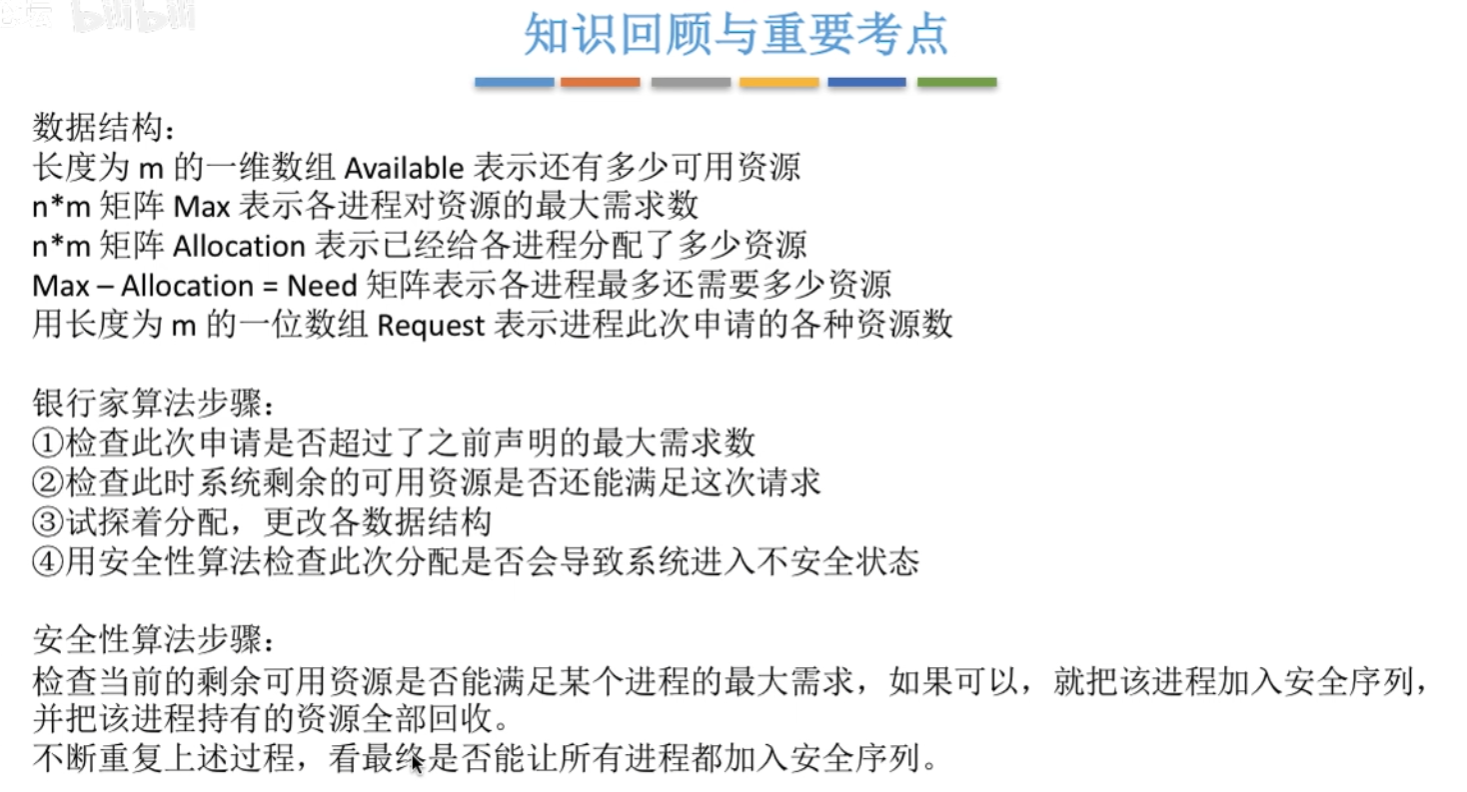 知识回顾与重要考点
数据结构：
长度为 m 的一维数组 Available 表示还有多少可用资源
n*m 矩阵 Max 表示各进程对资源的最大需求数
n*m 矩阵 Allocation 表示已经给各进程分配了多少资源
Max – Allocation = Need 矩阵表示各进程最多还需要多少资源
用长度为 m 的一位数组 Request 表示进程此次申请的各种资源数
银行家算法步骤：
①检查此次申请是否超过了之前声明的最大需求数
②检查此时系统剩余的可用资源是否还能满足这次请求
③试探着分配，更改各数据结构
④用安全性算法检查此次分配是否会导致系统进入不安全状态
安全性算法步骤：
检查当前的剩余可用资源是否能满足某个进程的最大需求，如果可以，就把该进程加入安全序列，
并把该进程持有的资源全部回收。
不断重复上述过程，看最终是否能让所有进程都加入安全序列。